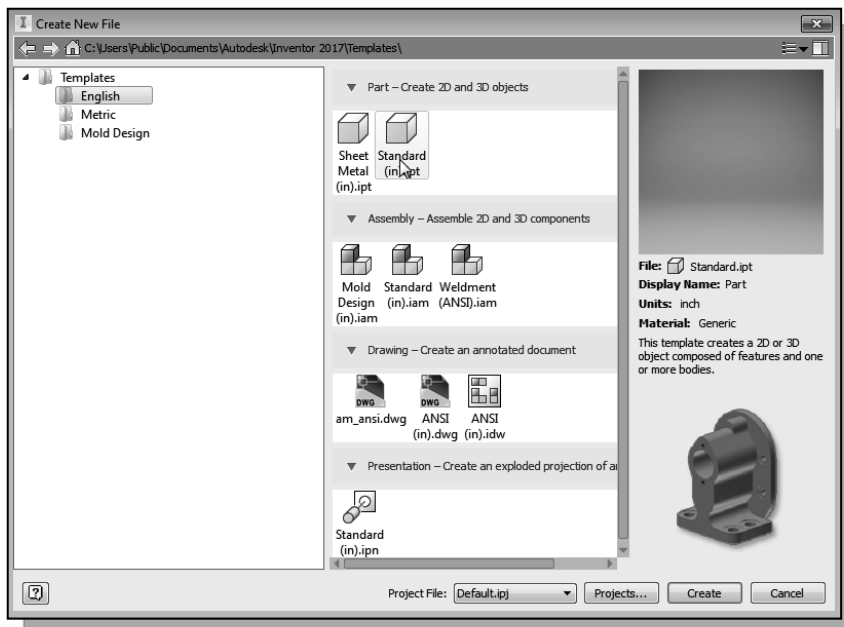 Create New File
C:\Users\Public\Documents\Autodesk\Inventor 2017\Templates\
Templates
English
Metric
Mold Design
Part – Create 2D and 3D objects
Sheet Metal (in).ipt
Standard (in).ipt
Assembly – Assemble 2D and 3D components
Mold Design (in).iam
Standard (in).iam
Weldment (ANSI).iam
Drawing – Create an annotated document
DWG
DWG
am_ansi.dwg
ANSI (in).dwg
ANSI (in).idw
Presentation – Create an exploded projection of
Standard (in).ipn
File: Standard.ipt
Display Name: Part
Units: inch
Material: Generic
This template creates a 2D or 3D
object composed of features and one
or more bodies.
Project File: Default.ipj
Projects...
Create
Cancel